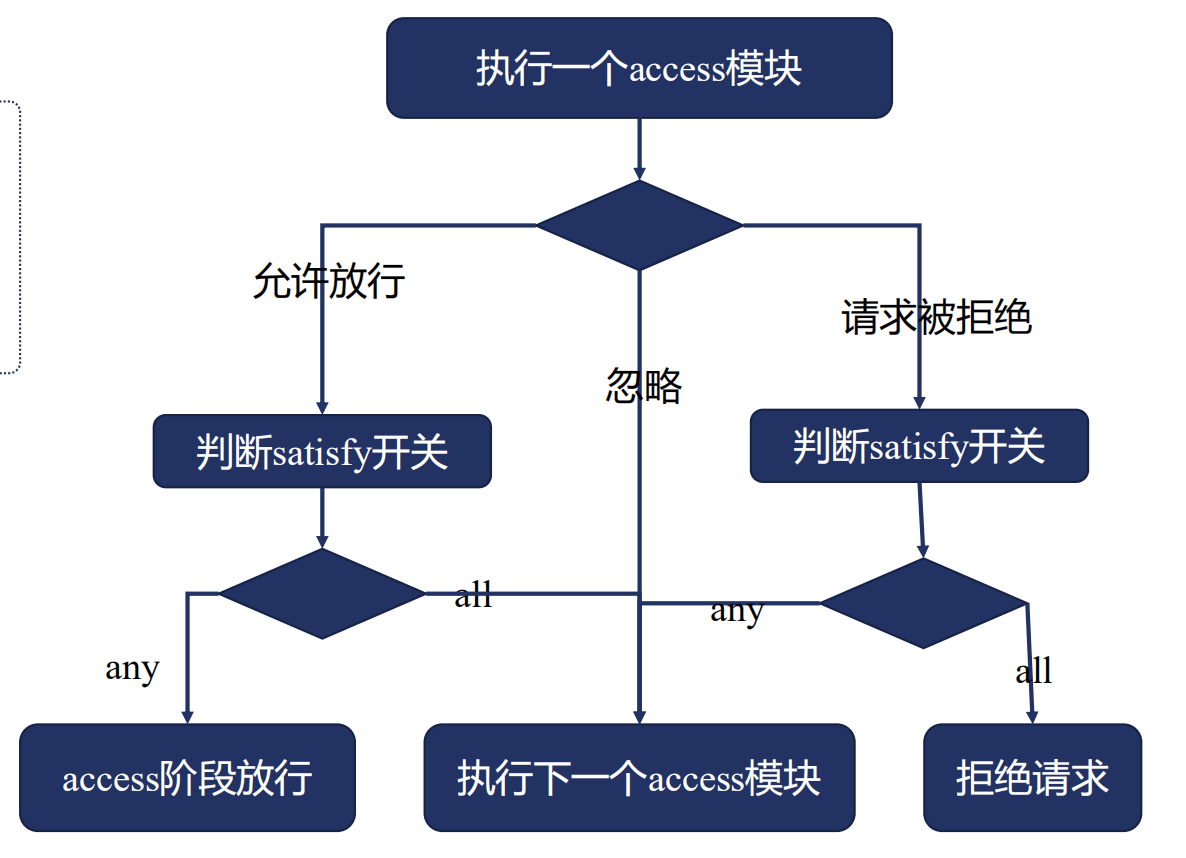 执行一个access模块
允许放行
请求被拒绝
忽略
判断satisfy开关
判断satisfy开关
all
any
any
all
access阶段放行
执行下一个access模块
拒绝请求